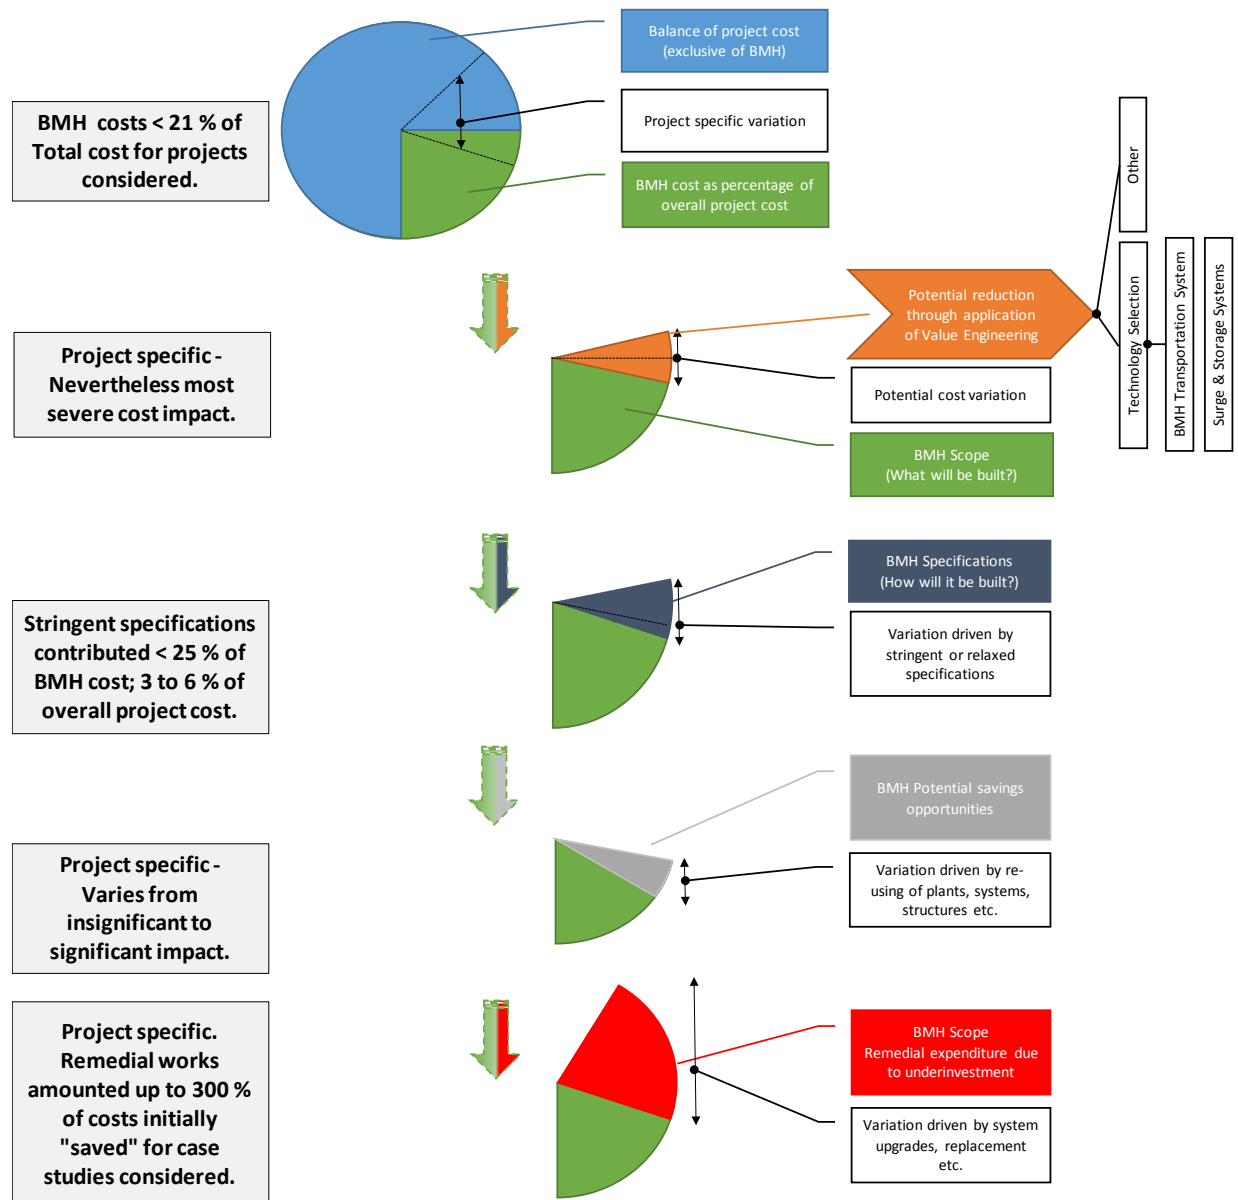 Balance of project cost
(exclusive of BMH)
BMH costs < 21 % of
Total cost for projects
considered.
Project specific variation
BMH cost as percentage of
overall project cost
Other
Technology Selection
BMH Transportation System
Surge & Storage Systems
Potential reduction
through application
of Value Engineering
Project specific -
Nevertheless most
severe cost impact.
Potential cost variation
BMH Scope
(What will be built?)
BMH Specifications
(How will it be built?)
Stringent specifications
contributed < 25 % of
BMH cost; 3 to 6 % of
overall project cost.
Variation driven by
stringent or relaxed
specifications
BMH Potential savings
opportunities
Project specific -
Varies from
insignificant to
significant impact.
Variation driven by re-
using of plants, systems,
structures etc.
Project specific.
Remedial works
amounted up to 300 %
of costs initially
"saved" for case
studies considered.
BMH Scope
Remedial expenditure due
to underinvestment
Variation driven by system
upgrades, replacement
etc.